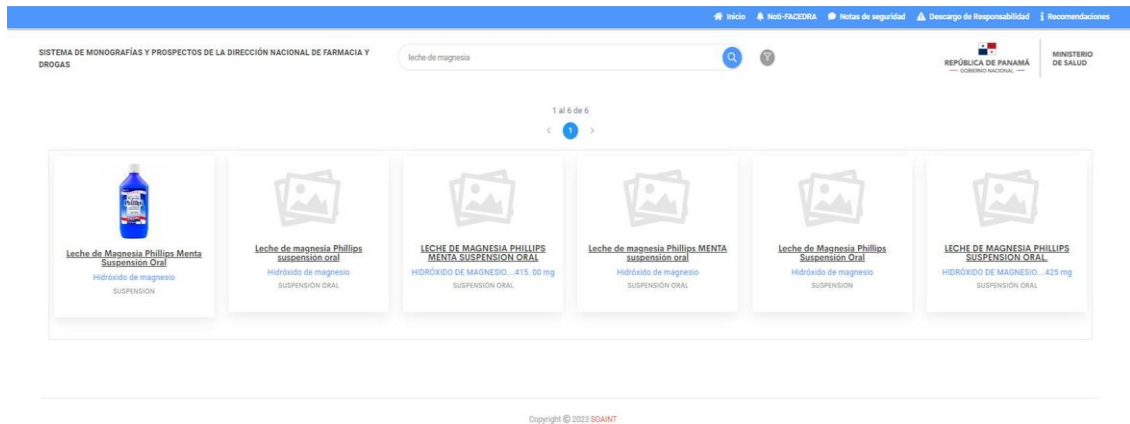 Inicio Noti-FACEDRA Notas de seguridad Descargo de Responsabilidad Recomendaciones
SISTEMA DE MONOGRAFÍAS Y PROSPECTOS DE LA DIRECCIÓN NACIONAL DE FARMACIA Y
DROGAS
leche de magnesia
REPÚBLICA DE PANAMÁ
— GOBIERNO NACIONAL —
MINISTERIO
DE SALUD
1 al 6 de 6
< 1 >
Phillips
Leche de Magnesia Phillips Menta
Suspensión Oral
Hidróxido de magnesio
SUSPENSION
Leche de magnesia Phillips
suspensión oral
Hidróxido de magnesio
SUSPENSIÓN ORAL
LECHE DE MAGNESIA PHILLIPS
MENTA SUSPENSION ORAL
HIDRÓXIDO DE MAGNESIO....415. 00 mg
SUSPENSIÓN ORAL
Leche de magnesia Phillips MENTA
suspensión oral
Hidróxido de magnesio
SUSPENSIÓN ORAL
Leche de Magnesia Phillips
Suspensión Oral
Hidróxido de magnesio
SUSPENSION
LECHE DE MAGNESIA PHILLIPS
SUSPENSION ORAL.
HIDRÓXIDO DE MAGNESIO....425 mg
SUSPENSIÓN ORAL
Copyright © 2023 SGAINT